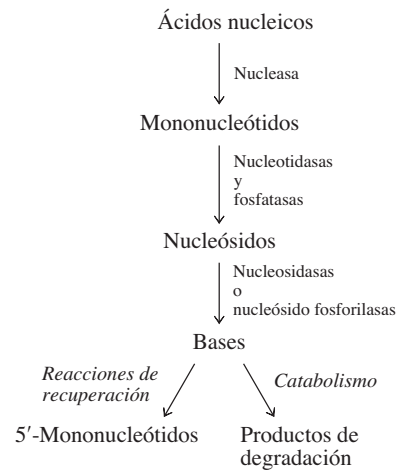 Ácidos nucleicos
Nucleasa
Mononucleótidos
Nucleotidasas
y
fosfatasas
Nucleósidos
Nucleosidasas
o
nucleósido fosforilasas
Bases
Reacciones de
recuperación
Catabolismo
5′-Mononucleótidos
Productos de
degradación